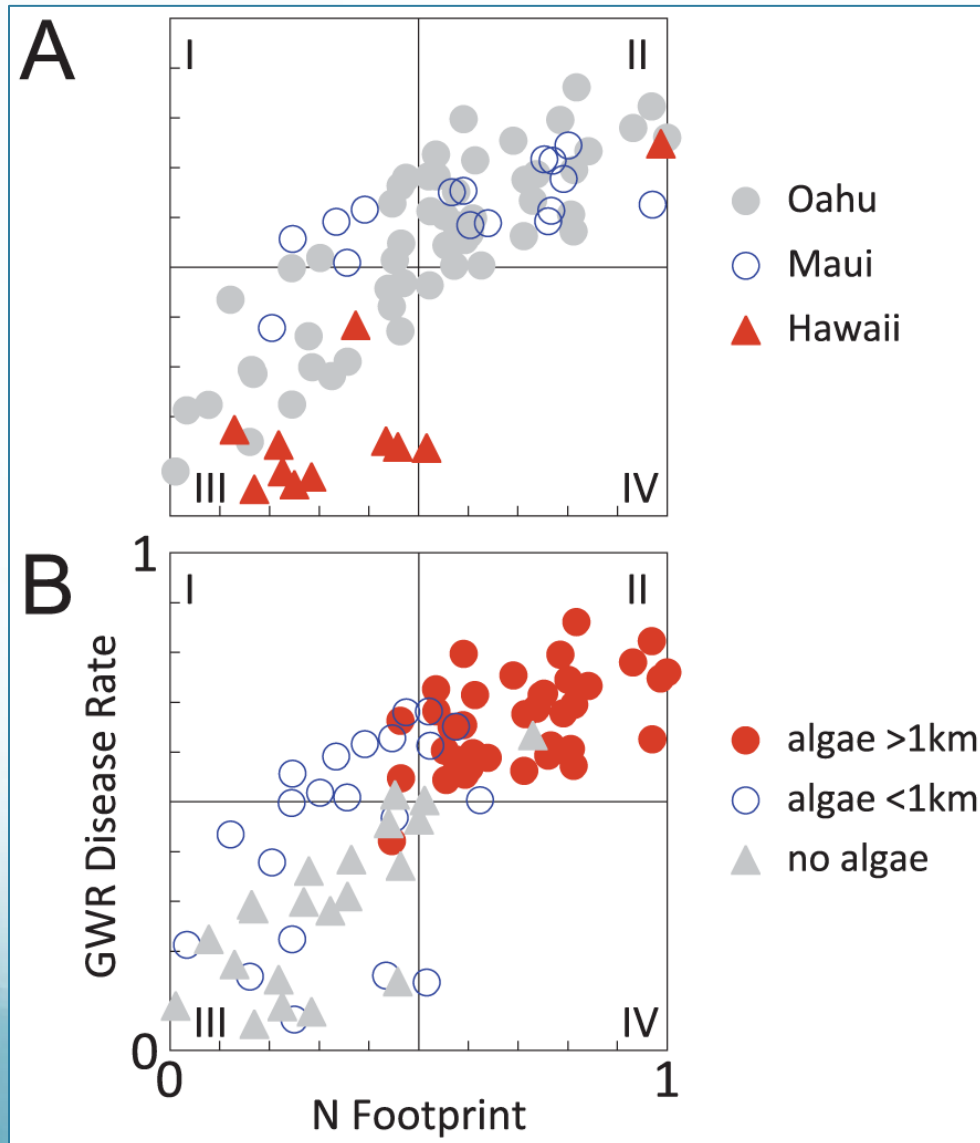 A
I
II
Oahu
Maui
Hawaii
III
IV
B
1
I
II
GWR Disease Rate
algae >1km
algae <1km
no algae
III
IV
0
0
1
N Footprint